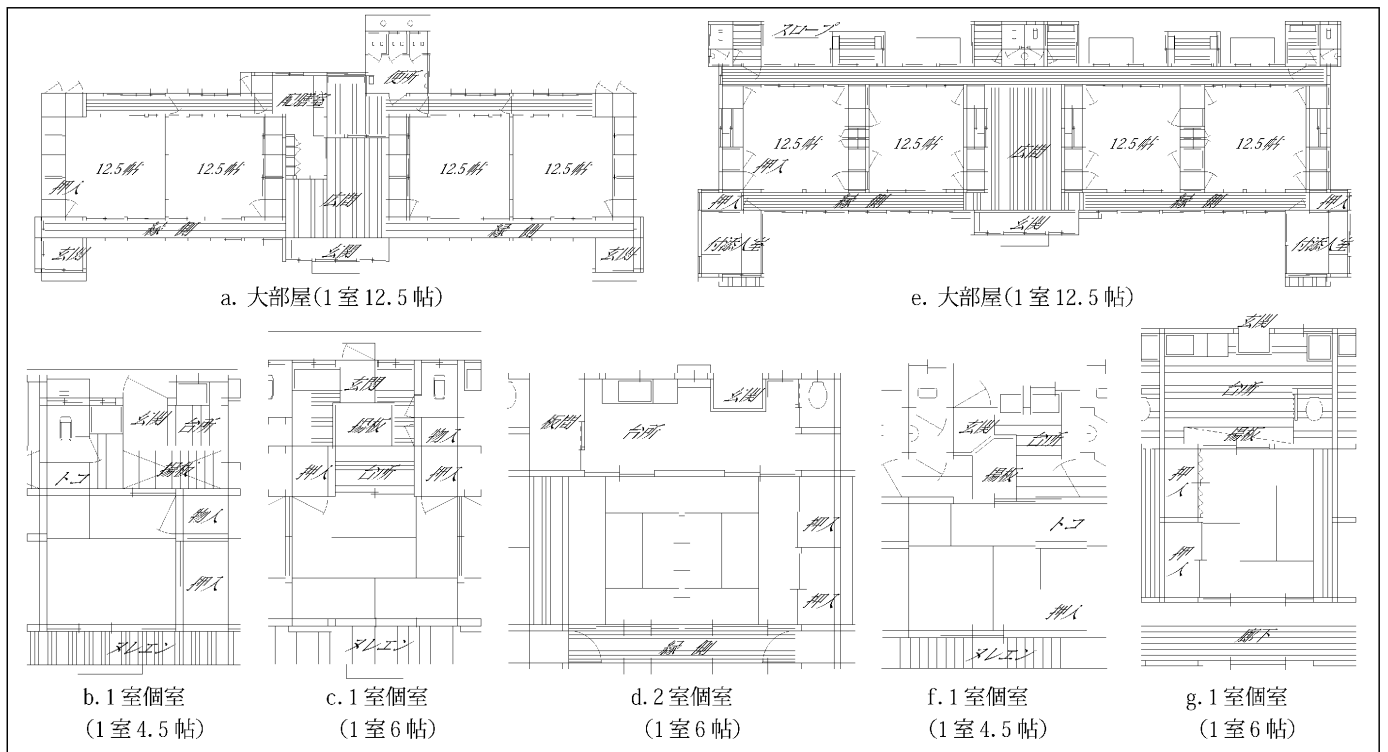 便所
配膳室
12.5帖 12.5帖 12.5帖 12.5帖
押入
広間
縁側 縁側
玄関 玄関 玄関
a. 大部屋(1室12.5帖)
スロープ
12.5帖 12.5帖 広間 12.5帖 12.5帖
押入
押入 縁側 縁側 押入
玄関
付添人室 付添人室
e. 大部屋(1室12.5帖)
玄関 台所
トコ 揚板
物入
押入
ヌレエン
b.1室個室
(1室4.5帖)
玄関
揚板 物入
押入 台所 押入
ヌレエン
c.1室個室
(1室6帖)
玄関
板間 台所
押入
押入
縁側
d.2室個室
(1室6帖)
玄関 台所
揚板
トコ
押入
ヌレエン
f.1室個室
(1室4.5帖)
玄関
台所
揚板
押入
押入
廊下
g.1室個室
(1室6帖)